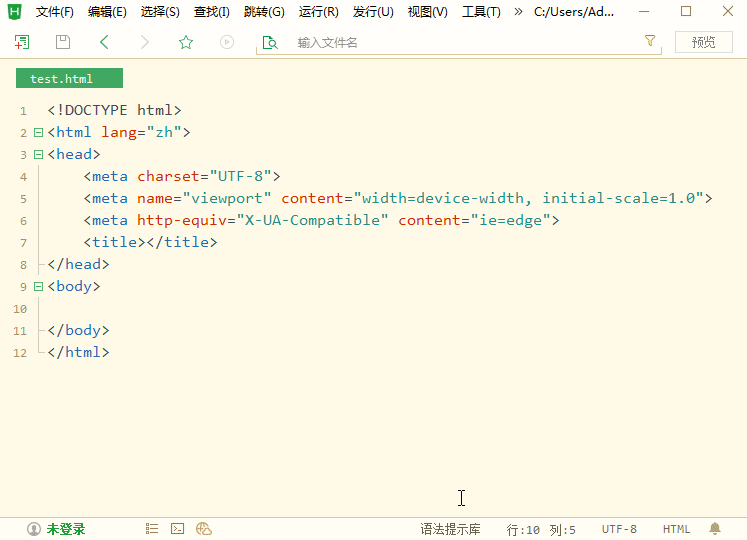 H 文件(F) 编辑(E) 选择(S) 查找(I) 跳转(G) 运行(R) 发行(U) 视图(V) 工具(T) » C:/Users/Ad...
输入文件名 预览
test.html
1 <!DOCTYPE html>
2 <html lang="zh">
3 <head>
4 <meta charset="UTF-8">
5 <meta name="viewport" content="width=device-width, initial-scale=1.0">
6 <meta http-equiv="X-UA-Compatible" content="ie=edge">
7 <title></title>
8 </head>
9 <body>
10
11 </body>
12 </html>
未登录 语法提示库 行:10 列:5 UTF-8 HTML